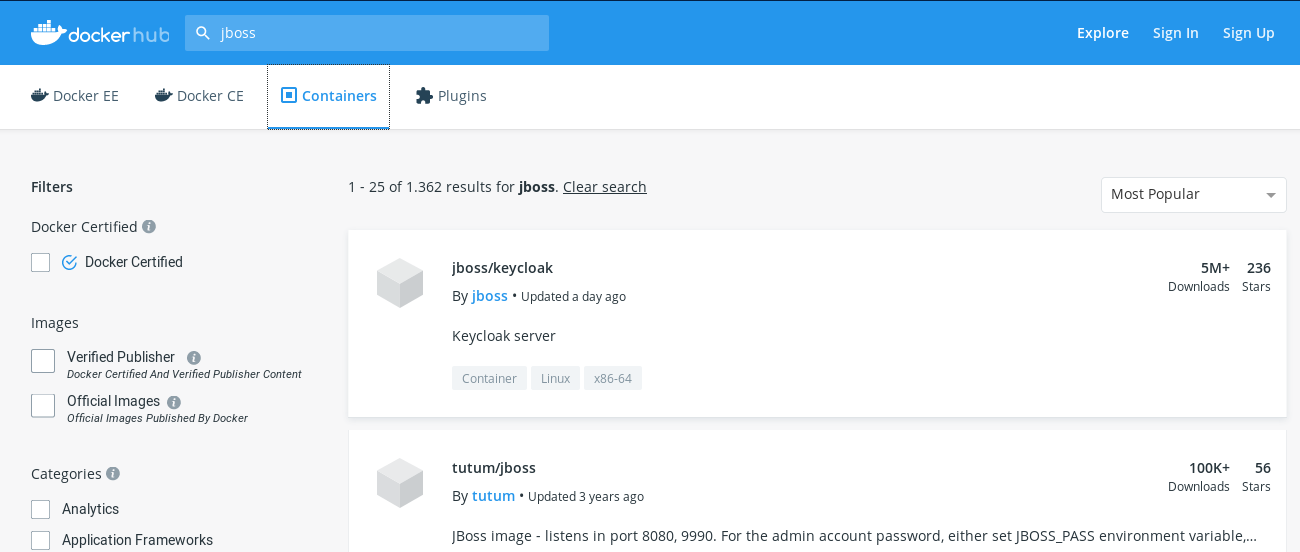 dockerhub jboss Explore Sign In Sign Up
Docker EE Docker CE Containers Plugins
Filters
Docker Certified
Docker Certified
Images
Verified Publisher
Docker Certified And Verified Publisher Content
Official Images
Official Images Published By Docker
Categories
Analytics
Application Frameworks
1 - 25 of 1.362 results for jboss. Clear search
Most Popular
jboss/keycloak
5M+ 236
Downloads Stars
By jboss • Updated a day ago
Keycloak server
Container Linux x86-64
tutum/jboss
100K+ 56
Downloads Stars
By tutum • Updated 3 years ago
JBoss image - listens in port 8080, 9990. For the admin account password, either set JBOSS_PASS environment variable,...